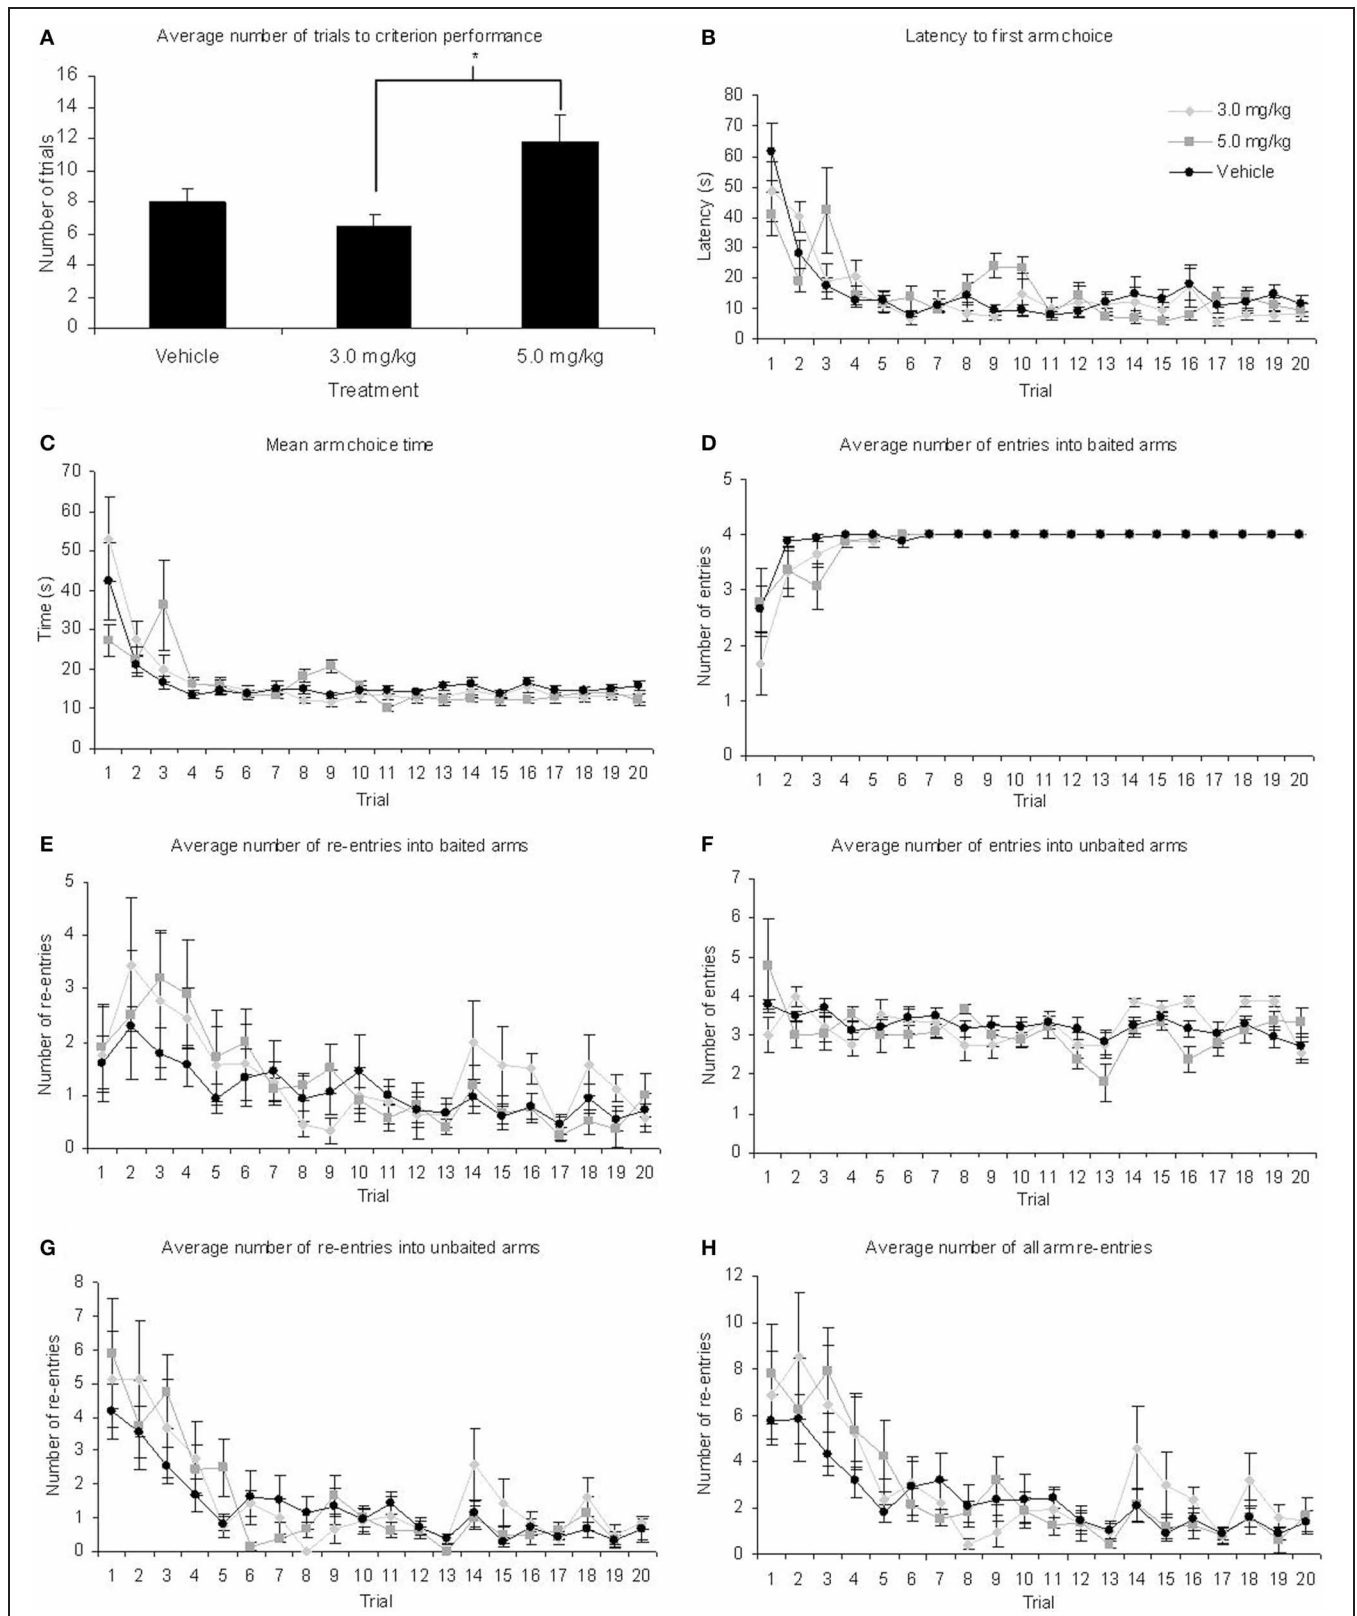 A Average number of trials to criterion performance
*
16
14
12
10
8
6
4
2
0
Number of trials
Vehicle 3.0 mg/kg 5.0 mg/kg
Treatment
B Latency to first arm choice
80
70
60
50
40
30
20
10
0
Latency (s)
3.0 mg/kg
5.0 mg/kg
Vehicle
1 2 3 4 5 6 7 8 9 10 11 12 13 14 15 16 17 18 19 20
Trial
C Mean arm choice time
70
60
50
40
30
20
10
0
Time (s)
1 2 3 4 5 6 7 8 9 10 11 12 13 14 15 16 17 18 19 20
Trial
D Average number of entries into baited arms
5
4
3
2
1
0
Number of entries
1 2 3 4 5 6 7 8 9 10 11 12 13 14 15 16 17 18 19 20
Trial
E Average number of re-entries into baited arms
5
4
3
2
1
0
Number of re-entries
1 2 3 4 5 6 7 8 9 10 11 12 13 14 15 16 17 18 19 20
Trial
F Average number of entries into unbaited arms
7
6
5
4
3
2
1
0
Number of entries
1 2 3 4 5 6 7 8 9 10 11 12 13 14 15 16 17 18 19 20
Trial
G Average number of re-entries into unbaited arms
8
7
6
5
4
3
2
1
0
Number of re-entries
1 2 3 4 5 6 7 8 9 10 11 12 13 14 15 16 17 18 19 20
Trial
H Average number of all arm re-entries
12
10
8
6
4
2
0
Number of re-entries
1 2 3 4 5 6 7 8 9 10 11 12 13 14 15 16 17 18 19 20
Trial